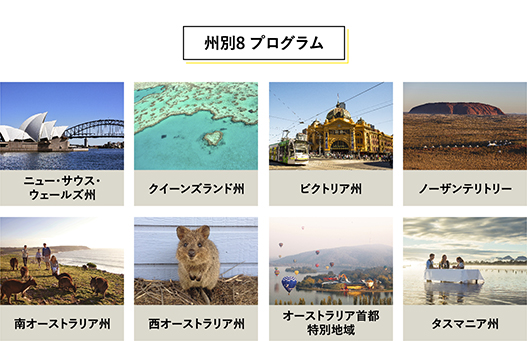 州別8 プログラム
ニュー・サウス・
ウェールズ州
クイーンズランド州
ビクトリア州
ノーザンテリトリー
南オーストラリア州
西オーストラリア州
オーストラリア首都
特別地域
タスマニア州